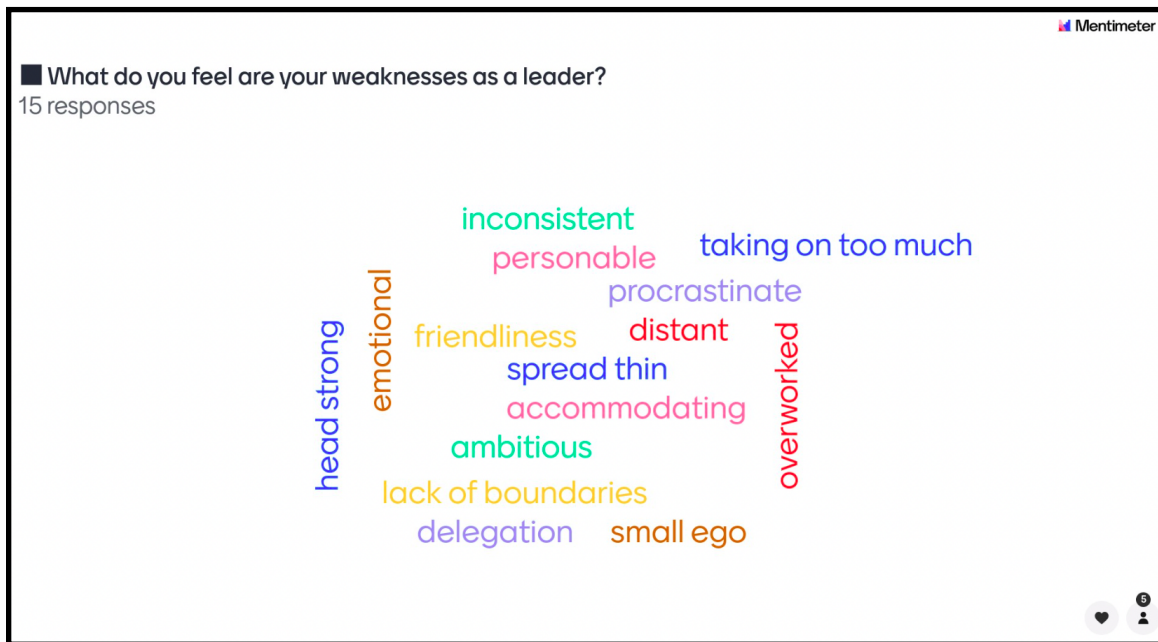 Mentimeter
What do you feel are your weaknesses as a leader?
15 responses
inconsistent
taking on too much
personable
procrastinate
emotional
head strong
friendliness
distant
overworked
spread thin
accommodating
ambitious
lack of boundaries
delegation
small ego
5